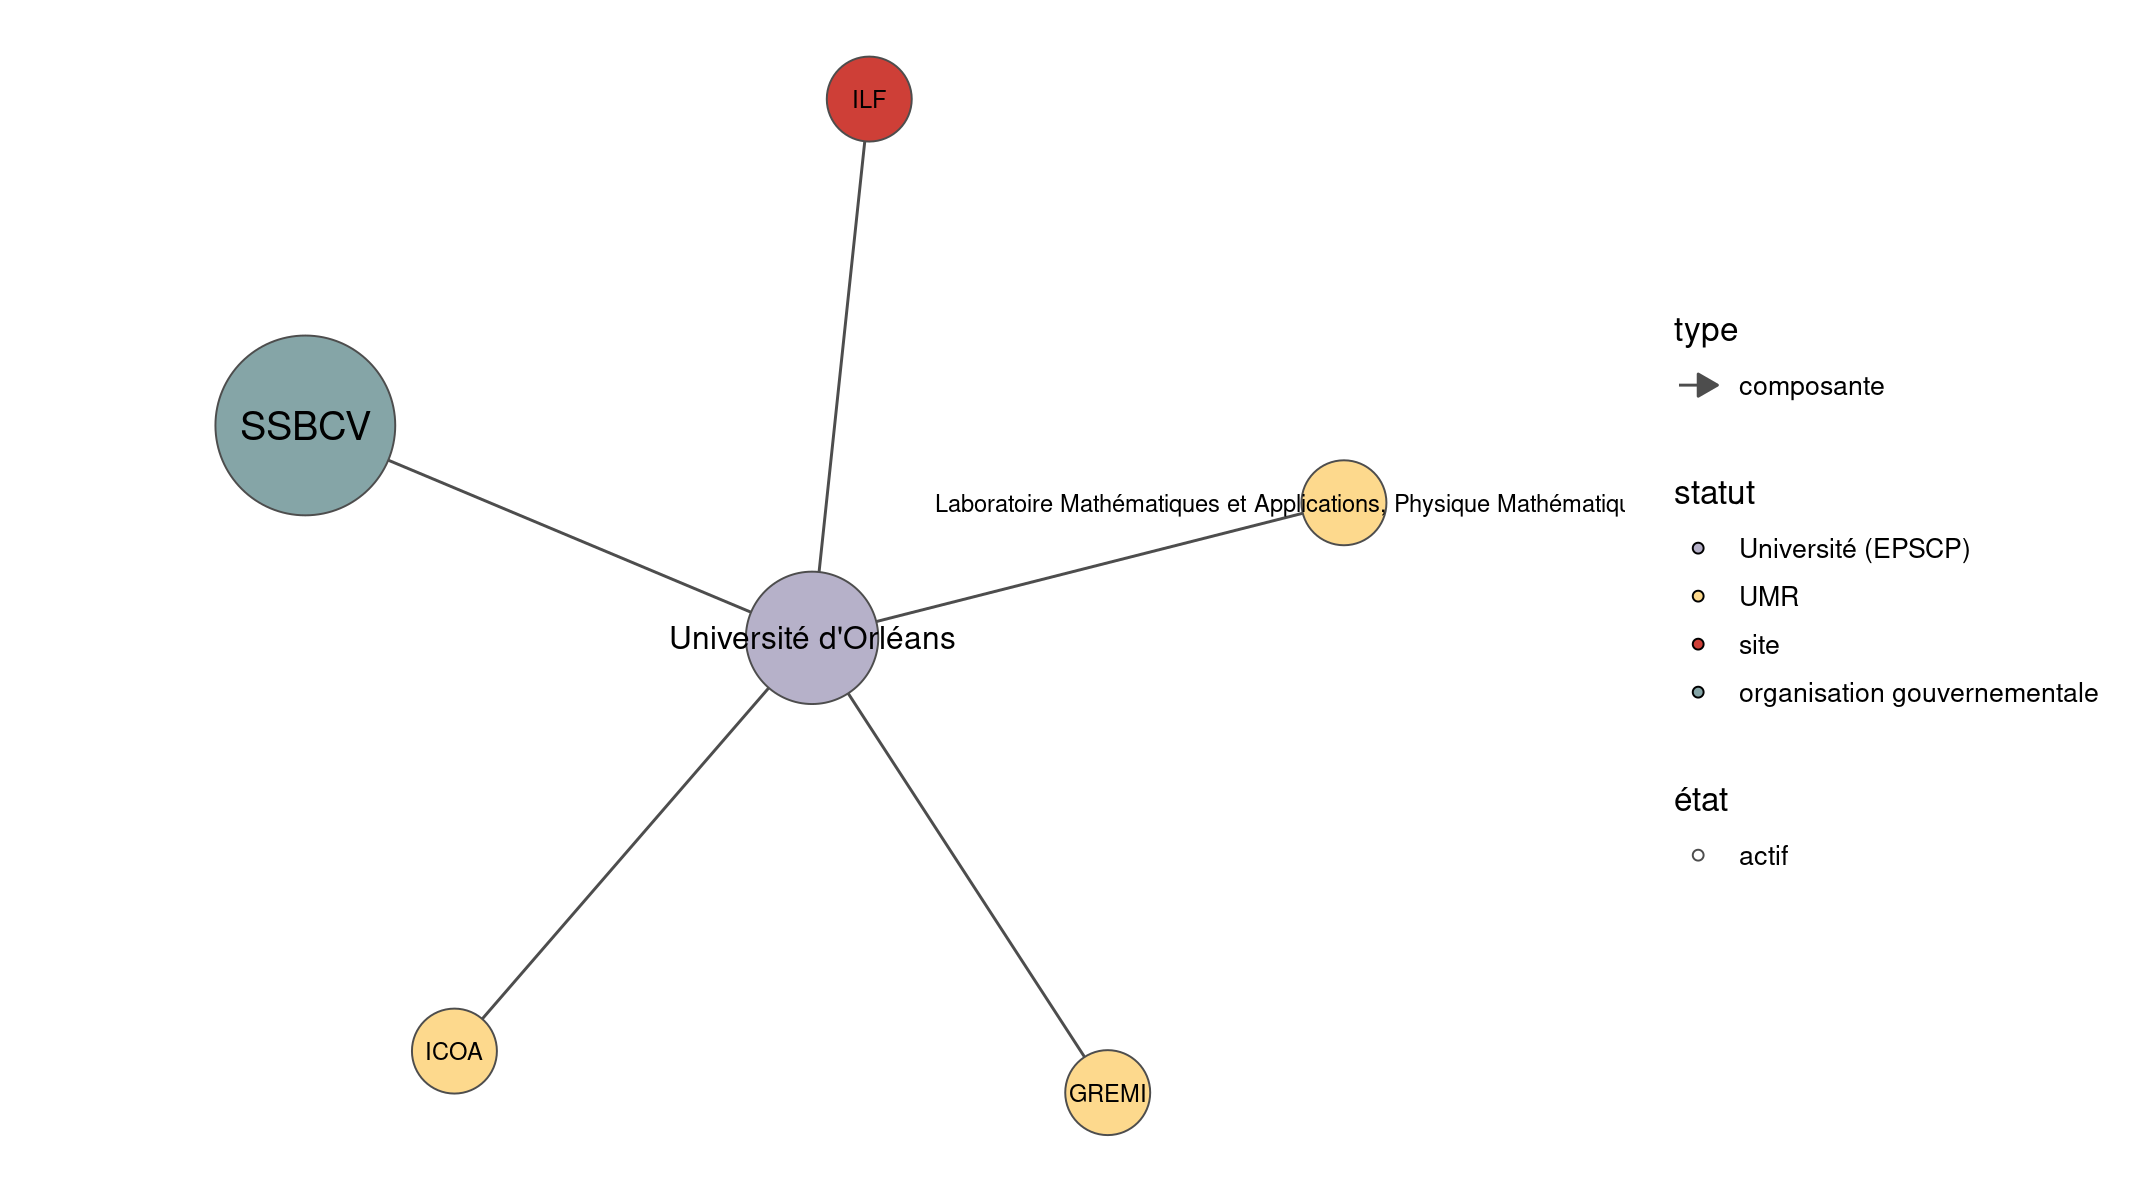 ILF
SSBCV
Laboratoire Mathématiques et Applications, Physique
Université d'Orléans
ICOA
GREMI
type
composante
statut
Université (EPSCP)
UMR
site
organisation gouvernementale
état
actif